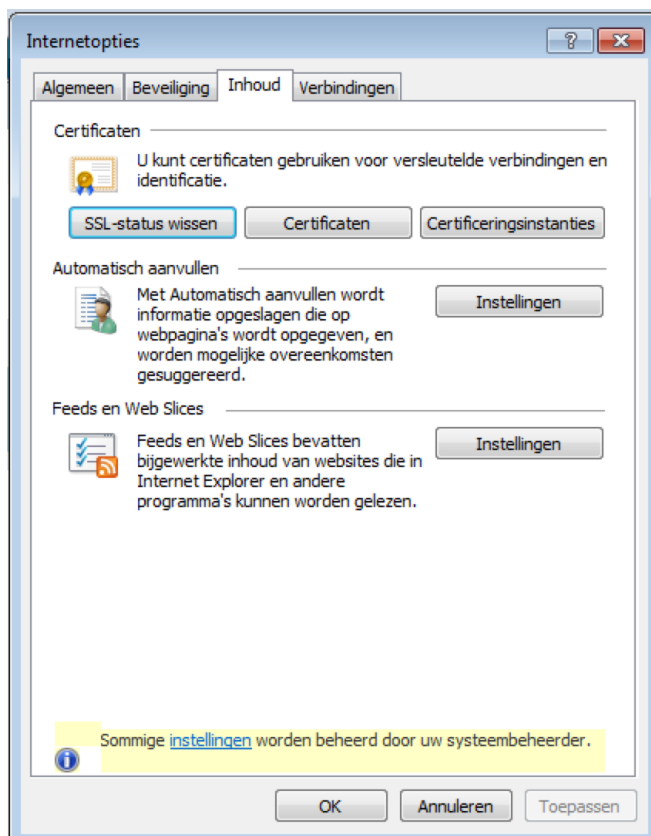 Internetopties
Algemeen Beveiliging Inhoud Verbindingen
Certificaten
U kunt certificaten gebruiken voor versleutelde verbindingen en
identificatie.
SSL-status wissen Certificaten Certificeringsinstanties
Automatisch aanvullen
Met Automatisch aanvullen wordt
informatie opgeslagen die op
webpagina's wordt opgegeven, en
worden mogelijke overeenkomsten
gesuggereerd.
Instellingen
Feeds en Web Slices
Feeds en Web Slices bevatten
bijgewerkte inhoud van websites die in
Internet Explorer en andere
programma's kunnen worden gelezen.
Instellingen
Sommige instellingen worden beheerd door uw systeembeheerder.
OK Annuleren Toepassen